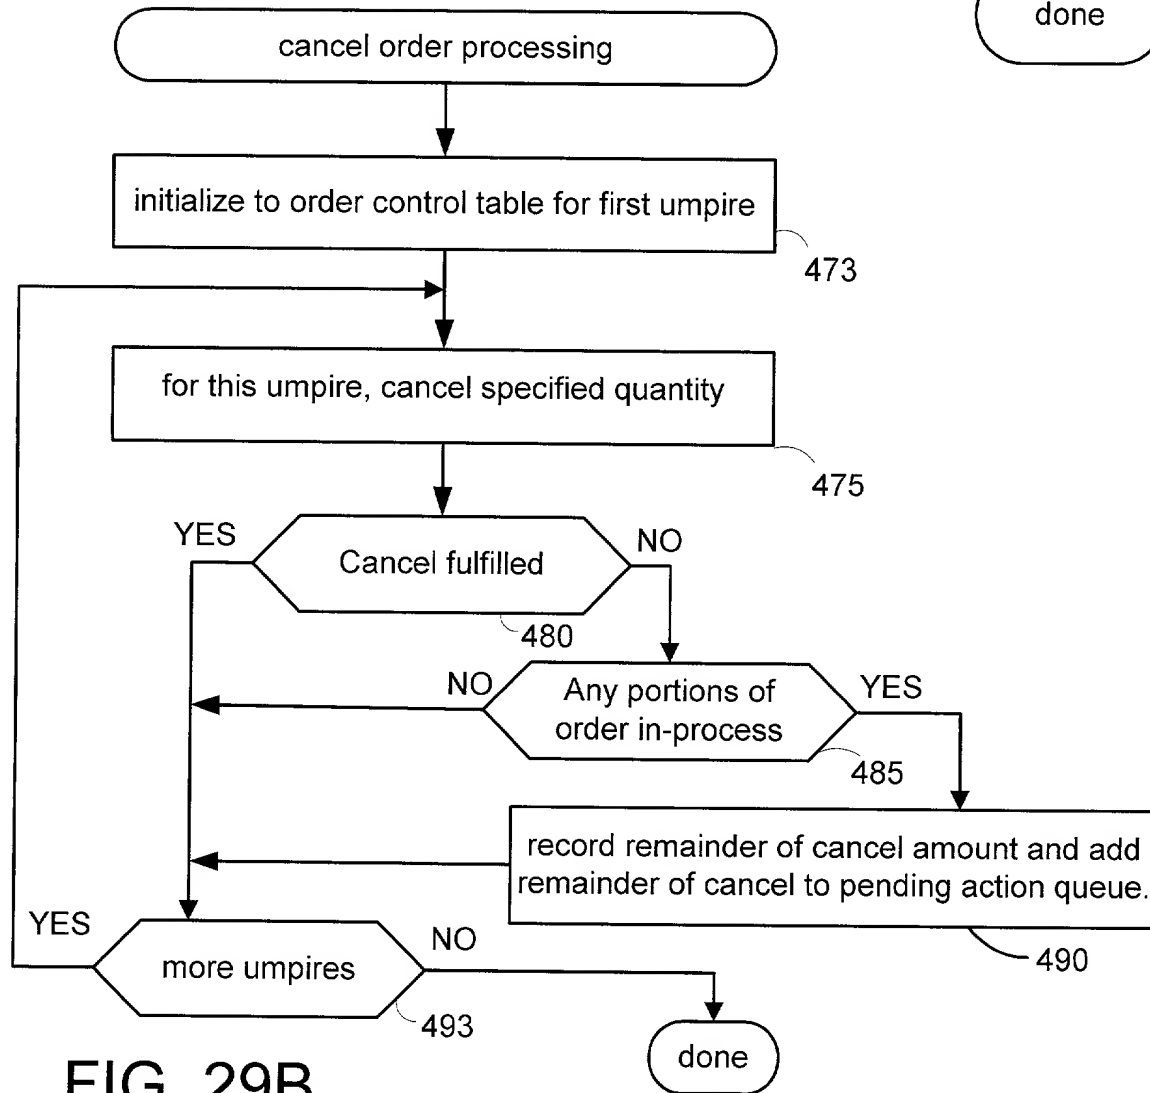 done
cancel order processing
initialize to order control table for first umpire
473
for this umpire, cancel specified quantity
475
YES
Cancel fulfilled
NO
480
NO
Any portions of
order in-process
YES
485
record remainder of cancel amount and add
remainder of cancel to pending action queue.
490
YES
more umpires
NO
493
done
FIG. 29B